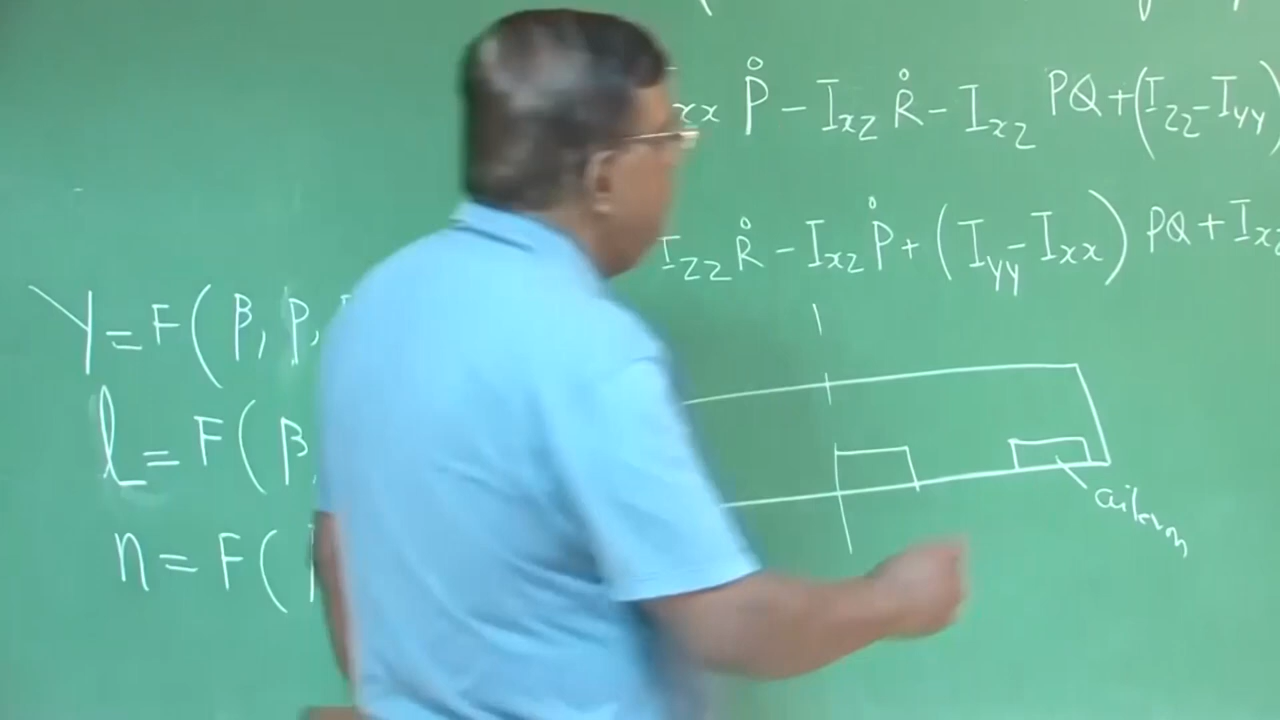 xx Ṗ - I_xz Ṙ - I_xz PQ + (I_zz - I_yy)
I_zz Ṙ - I_xz Ṗ + (I_yy - I_xx) PQ + I_xz
Y = F(β, P,
l = F(β,
n = F(
aileron